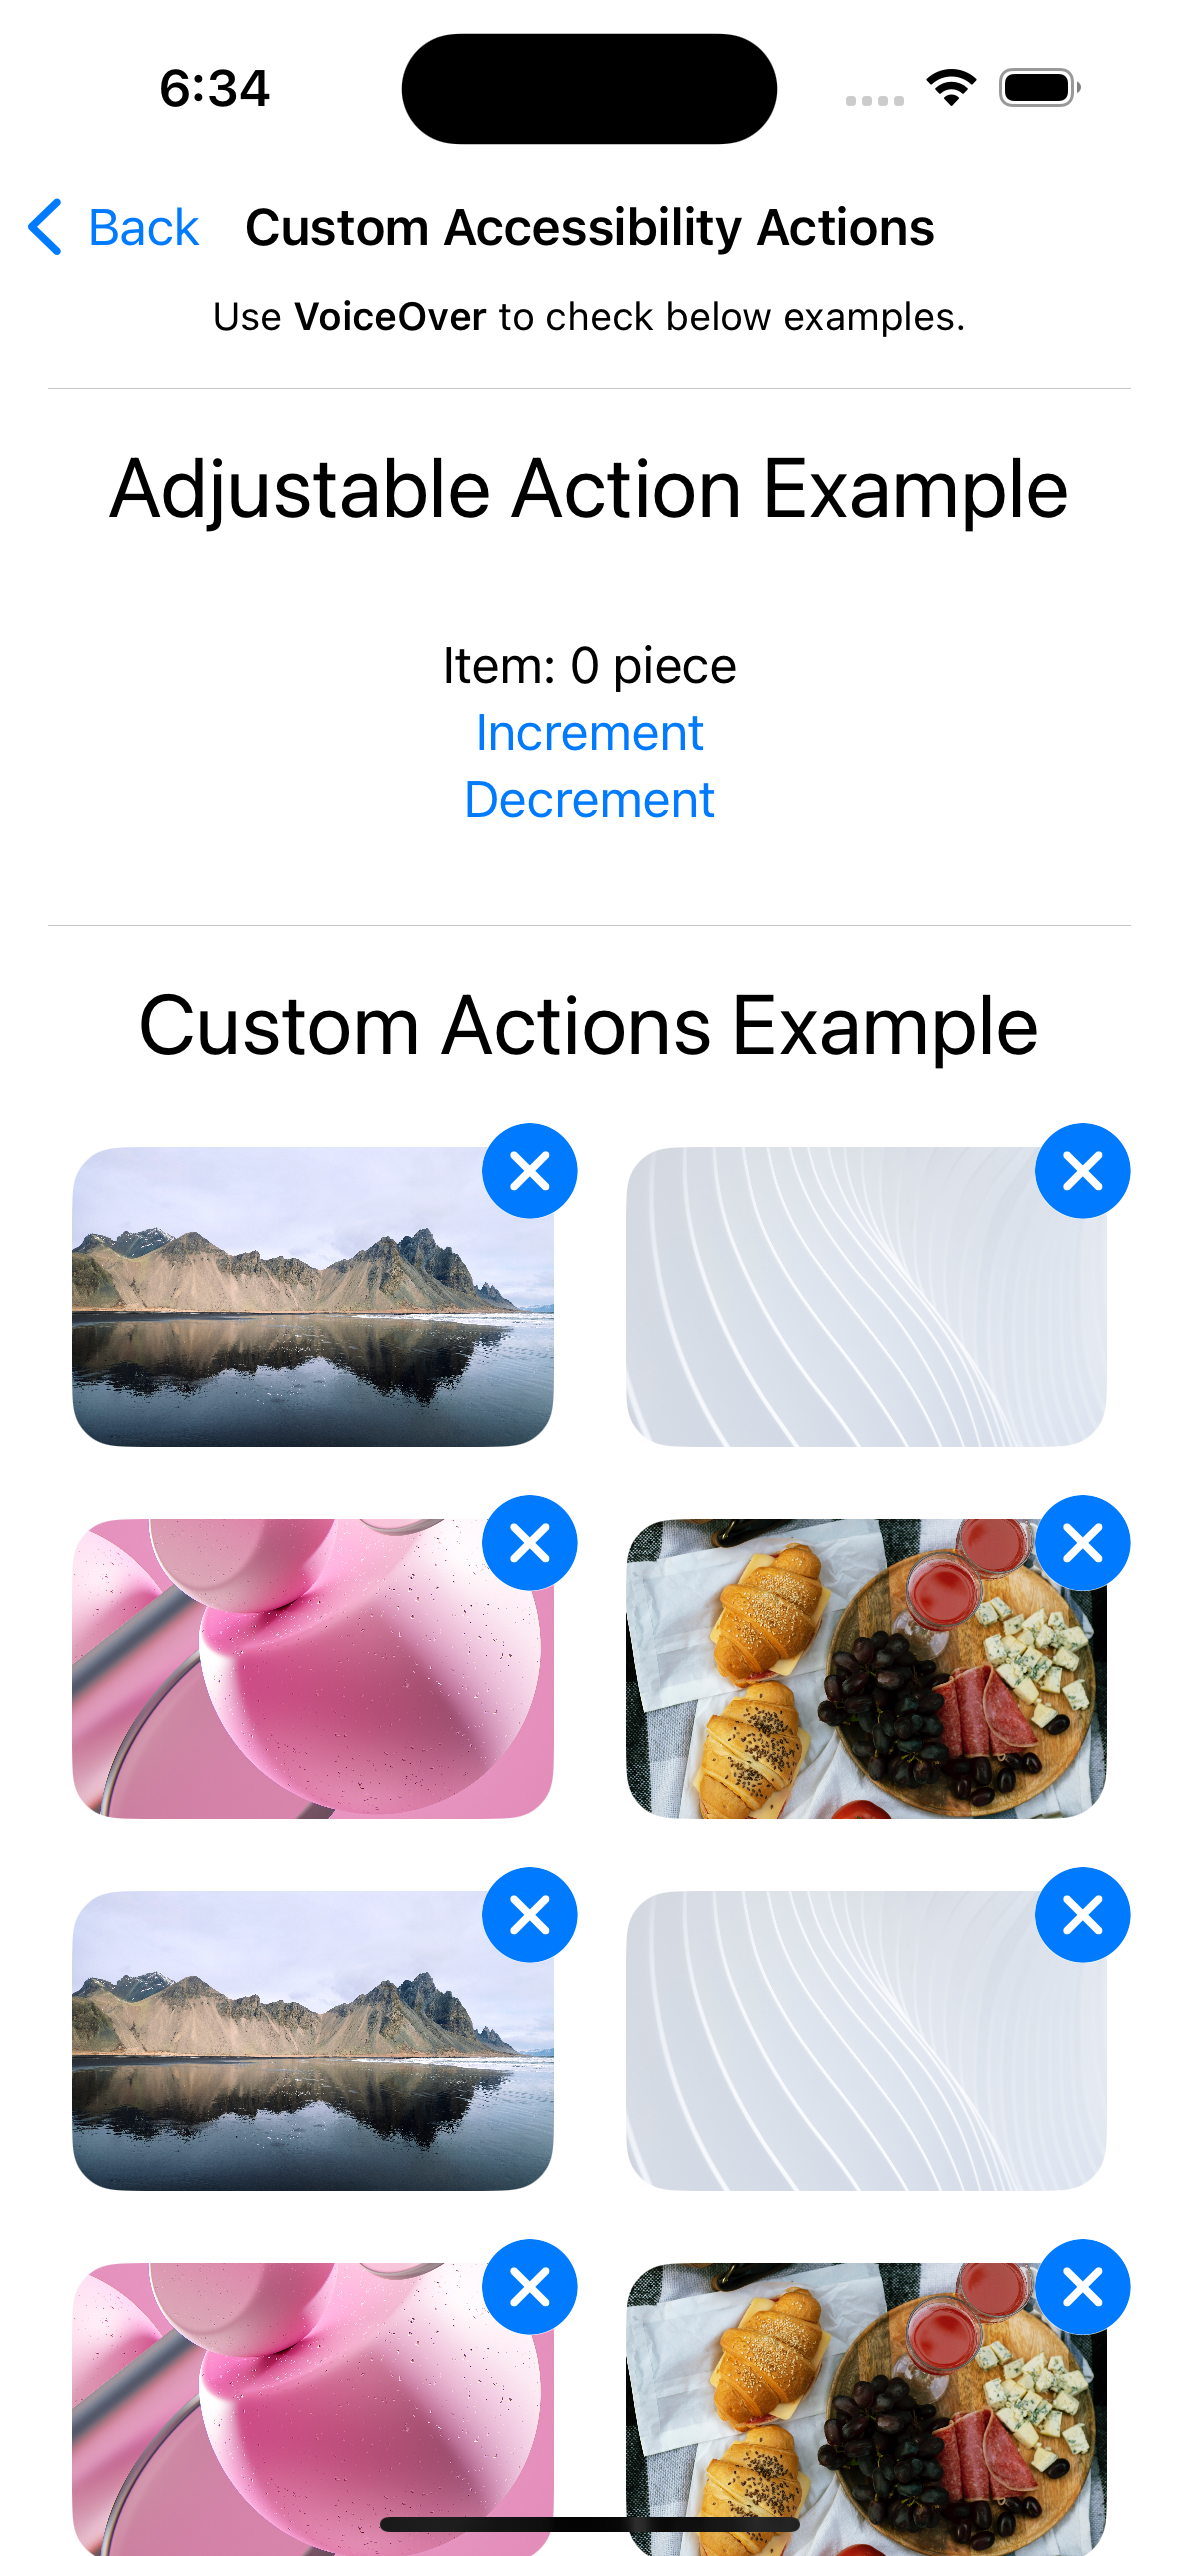 6:34
Back Custom Accessibility Actions
Use VoiceOver to check below examples.
Adjustable Action Example
Item: 0 piece
Increment
Decrement
Custom Actions Example